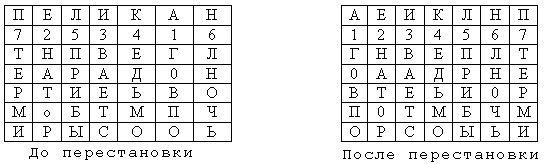 П Е Л И К А Н
7 2 5 3 4 1 6
Т Н П В Е Г Л
Е А Р А Д 0 Н
Р Т И Е Ь В О
М о Б Т М П Ч
И Р Ы С О О Ь
До перестановки
А Е И К Л Н П
1 2 3 4 5 6 7
Г Н В Е П Л Т
0 А А Д Р Н Е
В Т Е Ь И 0 Р
П 0 Т М Б Ч М
О Р С О Ы Ь И
После перестановки